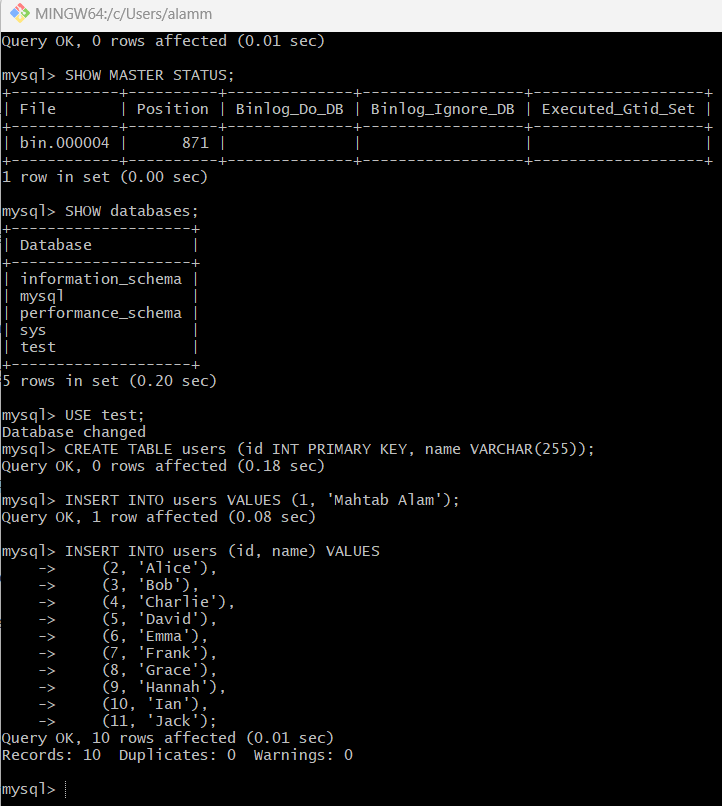 MINGW64:/c/Users/alamm
Query OK, 0 rows affected (0.01 sec)
mysql> SHOW MASTER STATUS;
+------------+----------+--------------+------------------+-------------------+
| File       | Position | Binlog_Do_DB | Binlog_Ignore_DB | Executed_Gtid_Set |
+------------+----------+--------------+------------------+-------------------+
| bin.000004 |      871 |              |                  |                   |
+------------+----------+--------------+------------------+-------------------+
1 row in set (0.00 sec)
mysql> SHOW databases;
+--------------------+
| Database           |
+--------------------+
| information_schema |
| mysql              |
| performance_schema |
| sys                |
| test               |
+--------------------+
5 rows in set (0.20 sec)
mysql> USE test;
Database changed
mysql> CREATE TABLE users (id INT PRIMARY KEY, name VARCHAR(255));
Query OK, 0 rows affected (0.18 sec)
mysql> INSERT INTO users VALUES (1, 'Mahtab Alam');
Query OK, 1 row affected (0.08 sec)
mysql> INSERT INTO users (id, name) VALUES
    ->     (2, 'Alice'),
    ->     (3, 'Bob'),
    ->     (4, 'Charlie'),
    ->     (5, 'David'),
    ->     (6, 'Emma'),
    ->     (7, 'Frank'),
    ->     (8, 'Grace'),
    ->     (9, 'Hannah'),
    ->     (10, 'Ian'),
    ->     (11, 'Jack');
Query OK, 10 rows affected (0.01 sec)
Records: 10  Duplicates: 0  Warnings: 0
mysql>